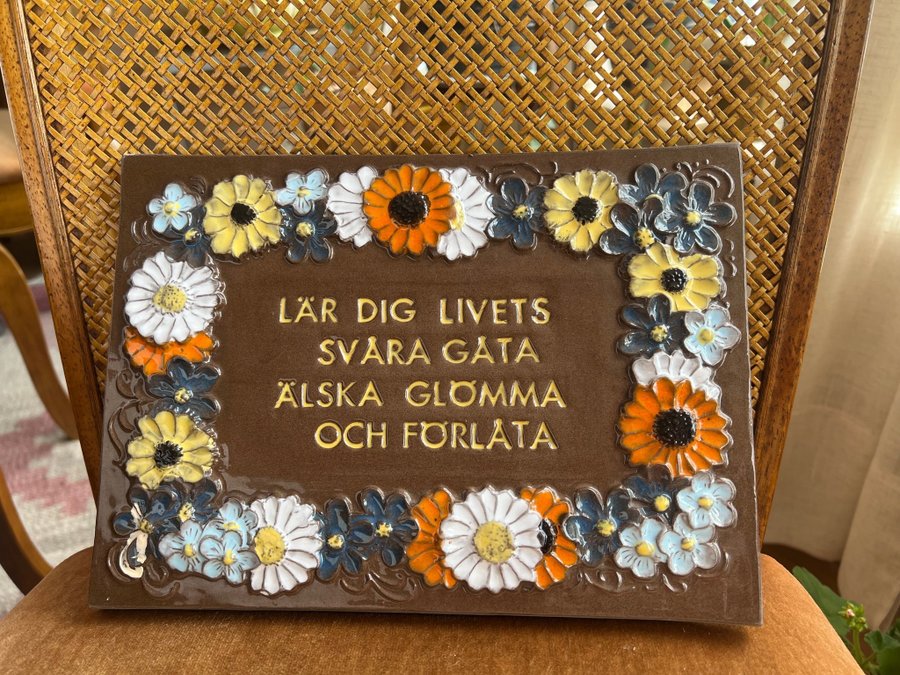 LÄR DIG LIVETS
SVÅRA GÅTA
ÄLSKA GLÖMMA
OCH FÖRLÅTA